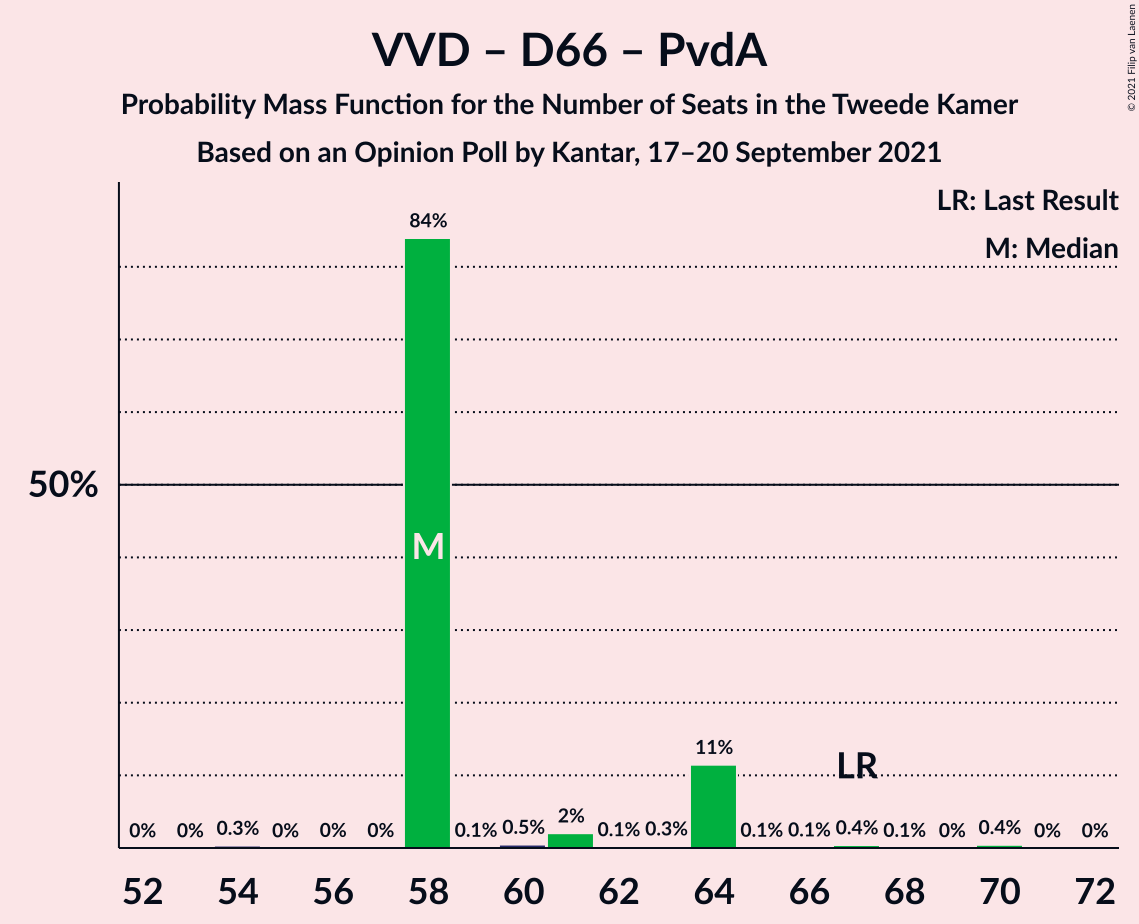 VVD – D66 – PvdA
Probability Mass Function for the Number of Seats in the Tweede Kamer
Based on an Opinion Poll by Kantar, 17–20 September 2021
© 2021 Filip van Laenen
LR: Last Result
M: Median
84%
50%
M
11%
LR
0% 0% 0.3% 0% 0% 0% 0.1% 0.5% 2% 0.1% 0.3% 0.1% 0.1% 0.4% 0.1% 0% 0.4% 0% 0%
52 54 56 58 60 62 64 66 68 70 72